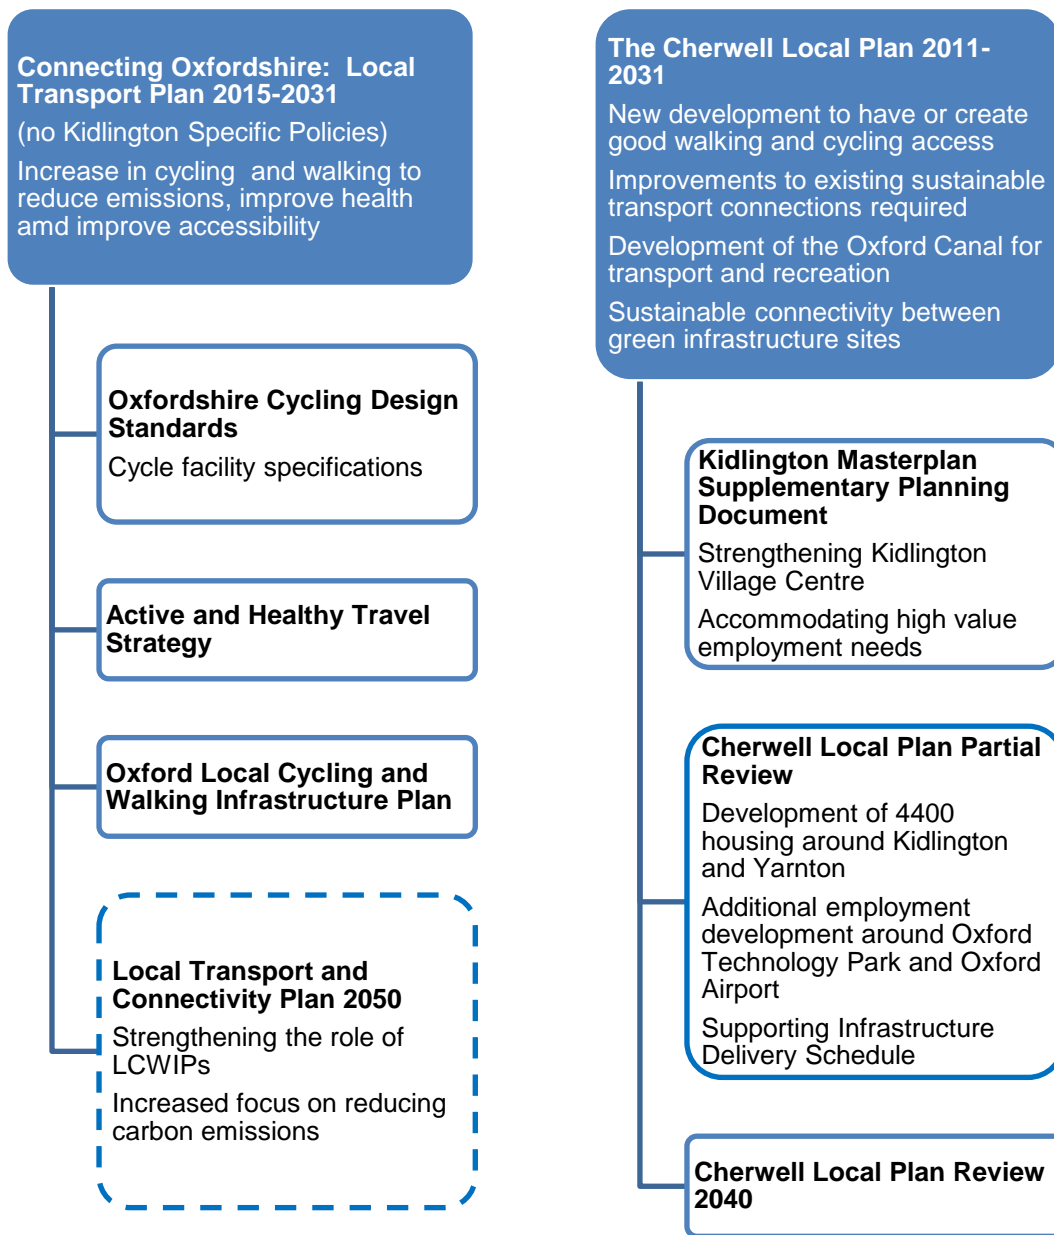 Connecting Oxfordshire: Local
Transport Plan 2015-2031
(no Kidlington Specific Policies)
Increase in cycling and walking to
reduce emissions, improve health
amd improve accessibility
Oxfordshire Cycling Design
Standards
Cycle facility specifications
Active and Healthy Travel
Strategy
Oxford Local Cycling and
Walking Infrastructure Plan
Local Transport and
Connectivity Plan 2050
Strengthening the role of
LCWIPs
Increased focus on reducing
carbon emissions
The Cherwell Local Plan 2011-
2031
New development to have or create
good walking and cycling access
Improvements to existing sustainable
transport connections required
Development of the Oxford Canal for
transport and recreation
Sustainable connectivity between
green infrastructure sites
Kidlington Masterplan
Supplementary Planning
Document
Strengthening Kidlington
Village Centre
Accommodating high value
employment needs
Cherwell Local Plan Partial
Review
Development of 4400
housing around Kidlington
and Yarnton
Additional employment
development around Oxford
Technology Park and Oxford
Airport
Supporting Infrastructure
Delivery Schedule
Cherwell Local Plan Review
2040